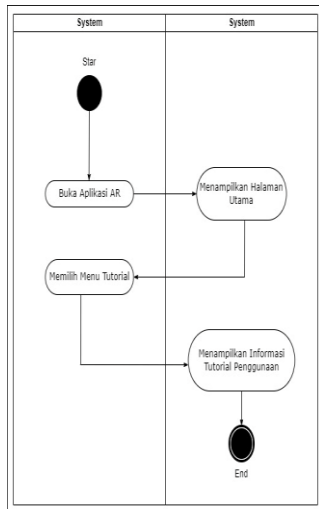 System
System
Star
Buka Aplikasi AR
Menampilkan Halaman
Utama
Memilih Menu Tutorial
Menampilkan Informasi
Tutorial Penggunaan
End